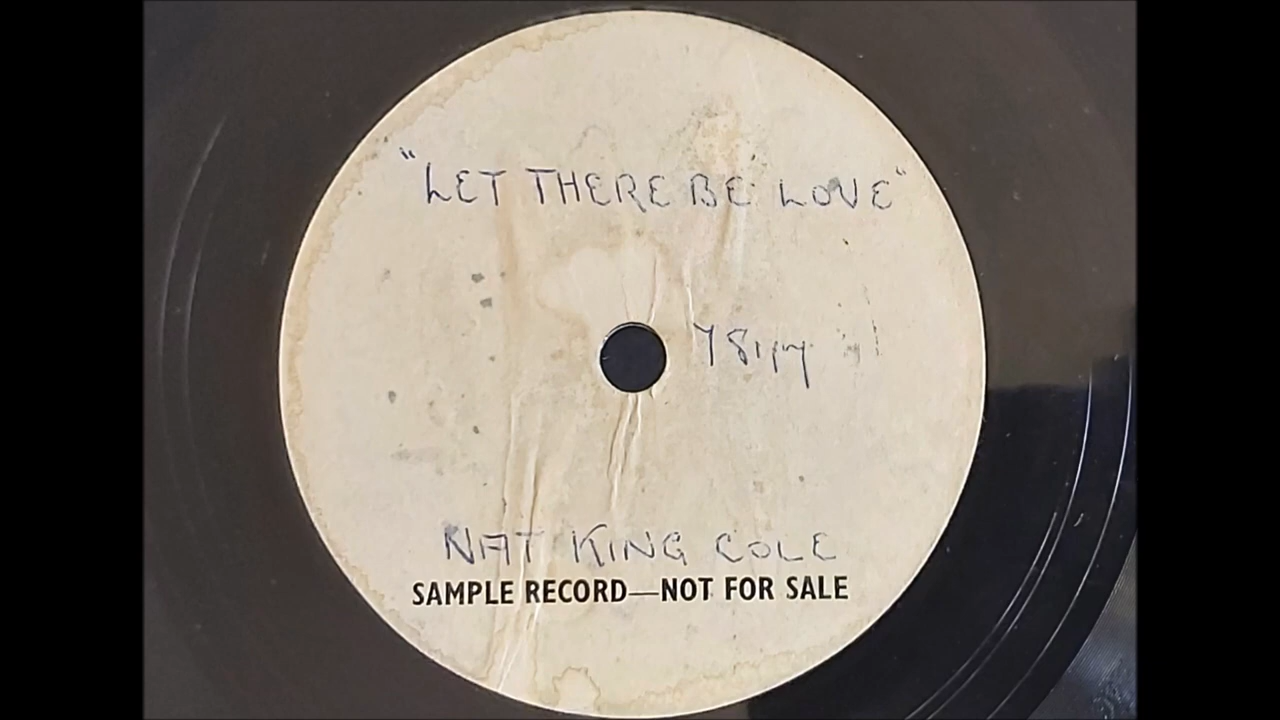 "LET THERE BE LOVE"
NAT KING COLE
SAMPLE RECORD—NOT FOR SALE